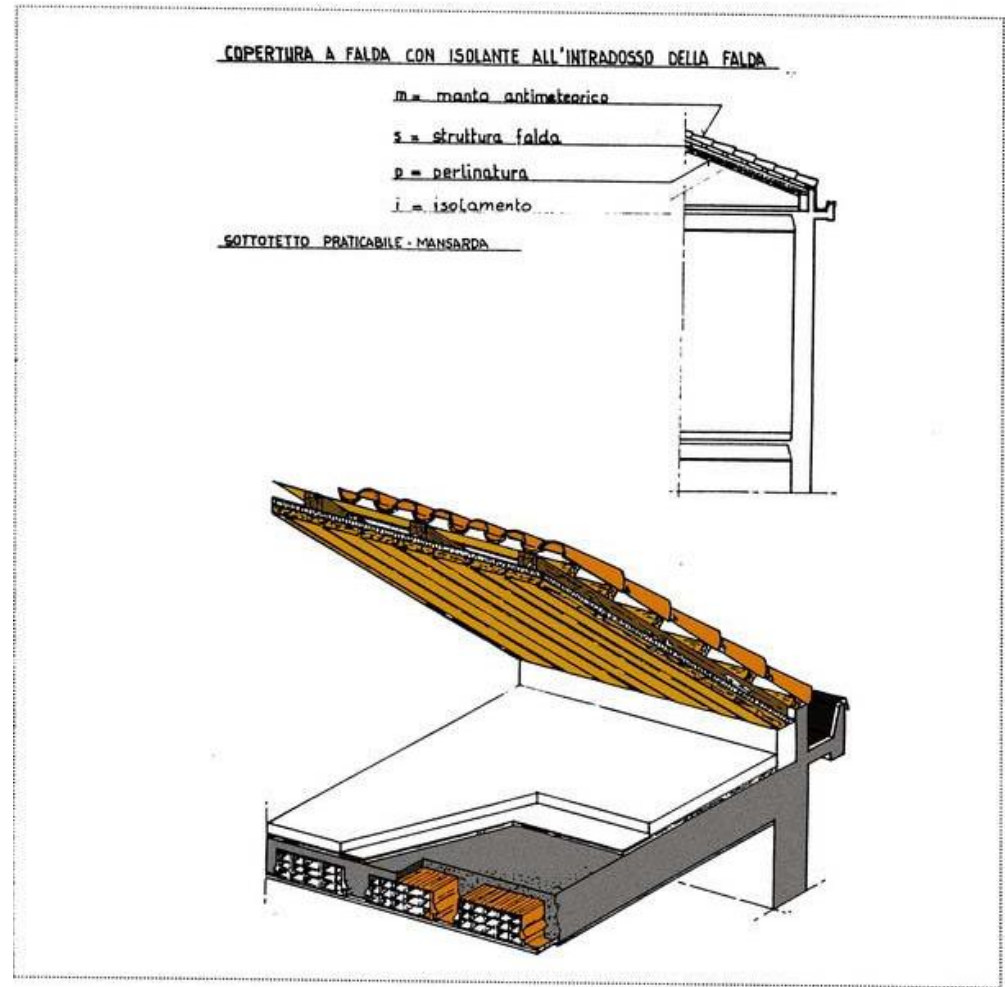 COPERTURA A FALDA CON ISOLANTE ALL'INTRADOSSO DELLA FALDA
m = manto antimeteorico
s = struttura falda
p = perlinatura
i = isolamento
SOTTOTETTO PRATICABILE - MANSARDA